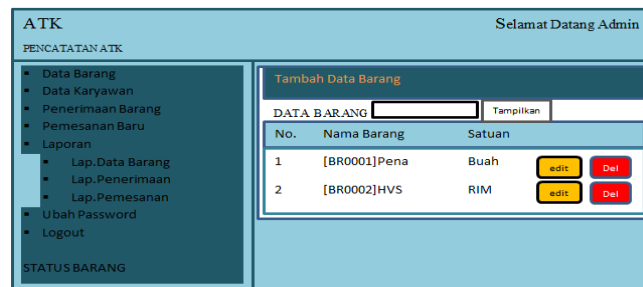 ATK
Selamat Datang Admin
PENCATATAN ATK
Data Barang
Data Karyawan
Penerimaan Barang
Pemesanan Baru
Laporan
Lap.Data Barang
Lap.Penerimaan
Lap.Pemesanan
Ubah Password
Logout
STATUS BARANG
Tambah Data Barang
DATA BARANG Tampilkan
No. Nama Barang Satuan
1 [BR0001]Pena Buah edit Del
2 [BR0002]HVS RIM edit Del